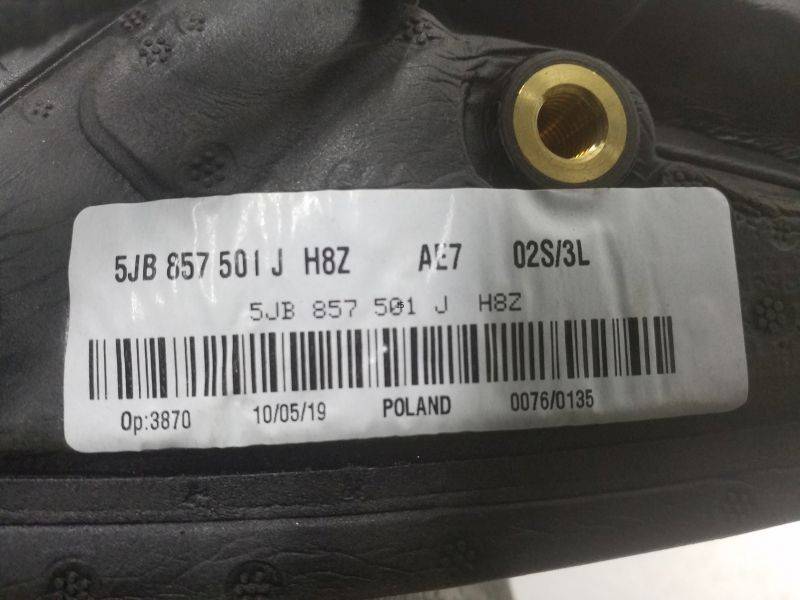 5JB 857 501 J H8Z AE7 02S/3L
5JB 857 501 J H8Z
Op:3870 10/05/19 POLAND 0076/0135